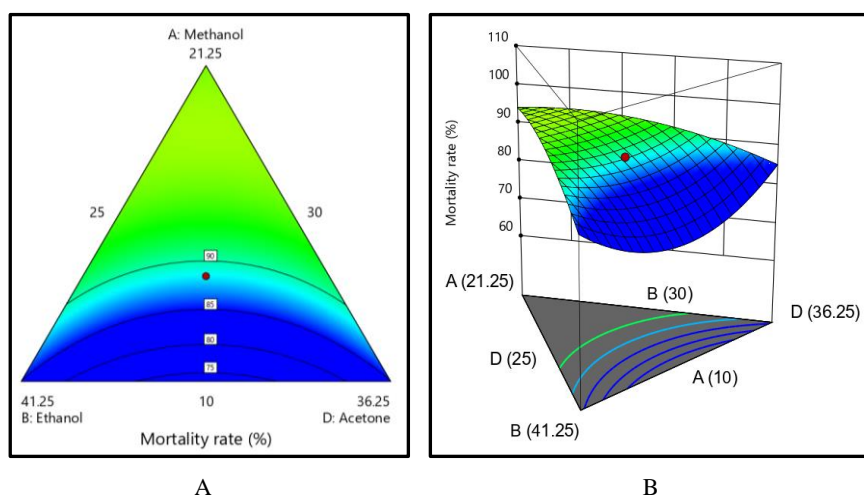 A: Methanol
21.25
25
30
90
85
80
75
41.25
10
36.25
B: Ethanol
D: Acetone
Mortality rate (%)
A
110
100
90
80
70
60
Mortality rate (%)
A (21.25)
B (30)
D (36.25)
D (25)
A (10)
B (41.25)
B